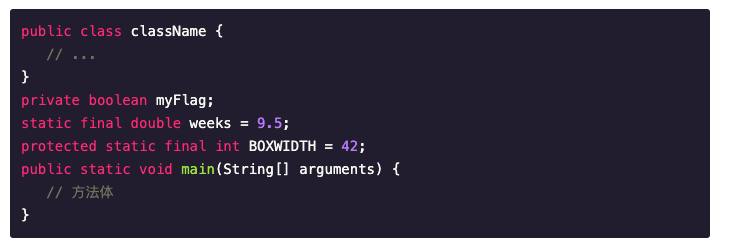 public class className {
   // ...
}
private boolean myFlag;
static final double weeks = 9.5;
protected static final int BOXWIDTH = 42;
public static void main(String[] arguments) {
   // 方法体
}